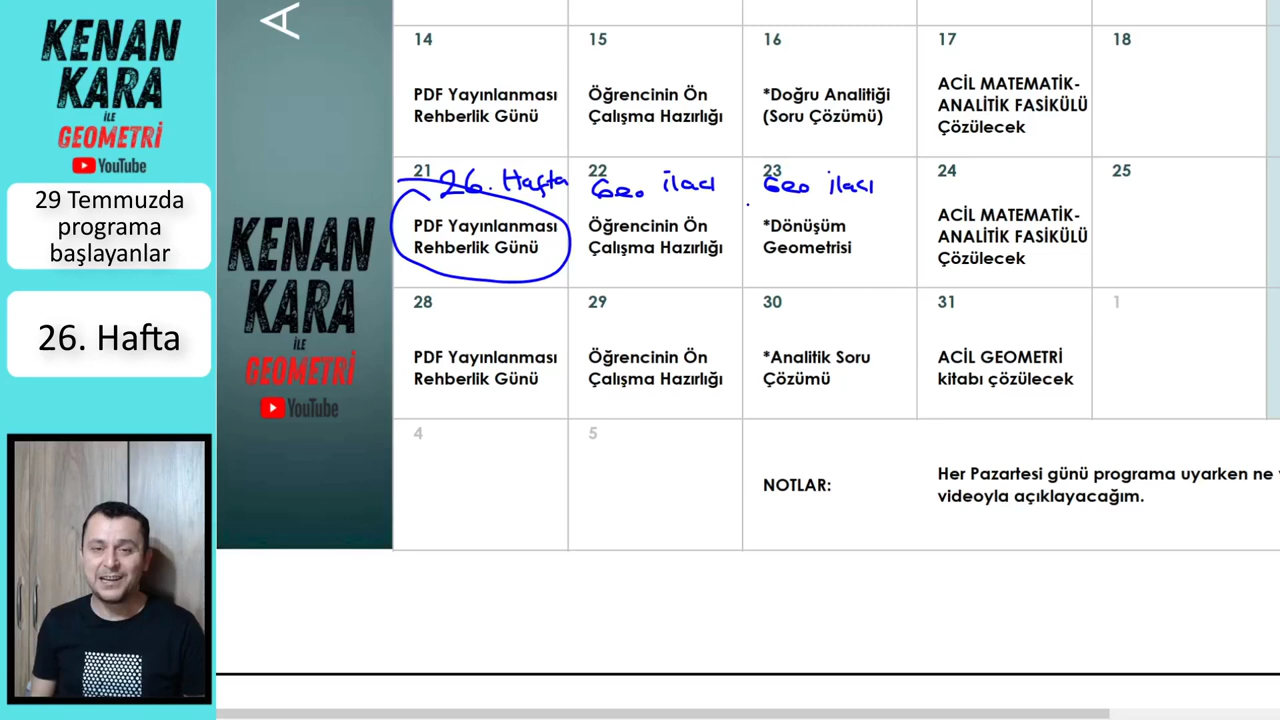 KENAN
KARA
İLE
GEOMETRİ
YouTube
29 Temmuzda
programa
başlayanlar
26. Hafta
A
KENAN
KARA
İLE
GEOMETRİ
YouTube
14
PDF Yayınlanması
Rehberlik Günü
15
Öğrencinin Ön
Çalışma Hazırlığı
16
*Doğru Analitiği
(Soru Çözümü)
17
ACİL MATEMATİK-
ANALİTİK FASİKÜLÜ
Çözülecek
18
21
26. Hafta
PDF Yayınlanması
Rehberlik Günü
22
Geo ilacı
Öğrencinin Ön
Çalışma Hazırlığı
23
Geo ilacı
*Dönüşüm
Geometrisi
24
ACİL MATEMATİK-
ANALİTİK FASİKÜLÜ
Çözülecek
25
28
PDF Yayınlanması
Rehberlik Günü
29
Öğrencinin Ön
Çalışma Hazırlığı
30
*Analitik Soru
Çözümü
31
ACİL GEOMETRİ
kitabı çözülecek
1
4
5
NOTLAR:
Her Pazartesi günü programa uyarken ne
videoyla açıklayacağım.